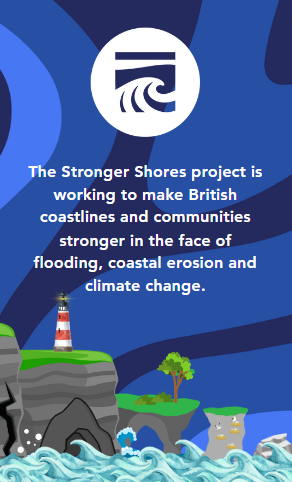 The Stronger Shores project is
working to make British
coastlines and communities
stronger in the face of
flooding, coastal erosion and
climate change.